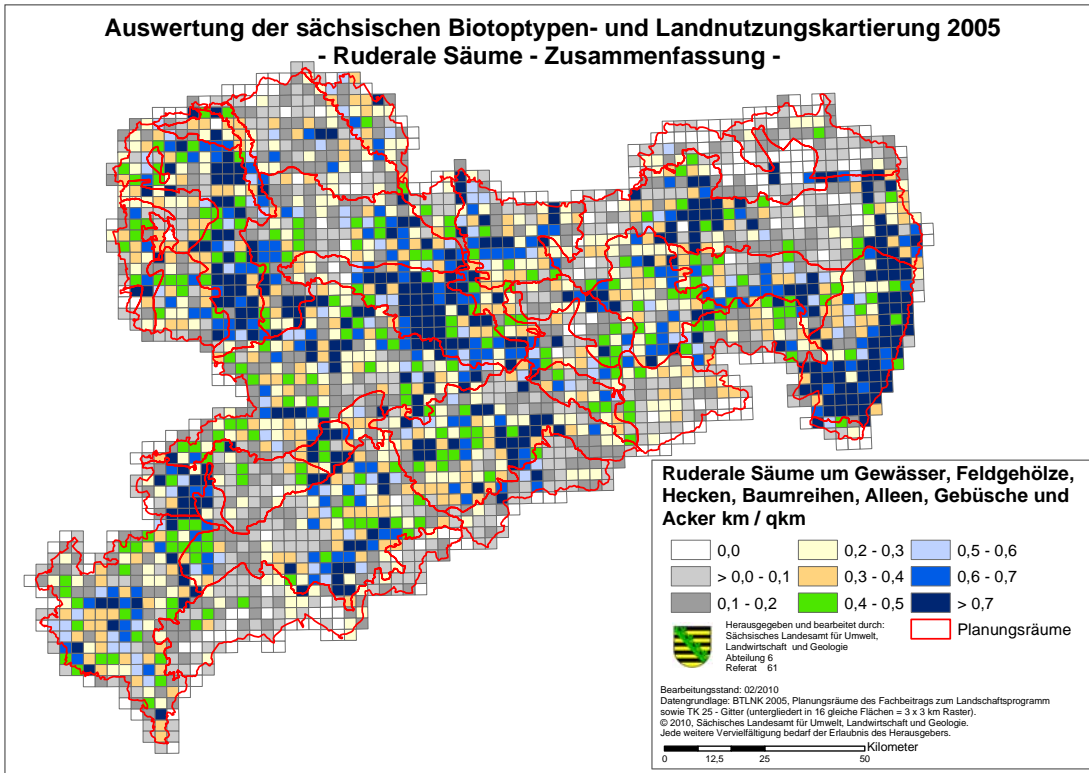 Auswertung der sächsischen Biotoptypen- und Landnutzungskartierung 2005
- Ruderale Säume - Zusammenfassung -
Ruderale Säume um Gewässer, Feldgehölze,
Hecken, Baumreihen, Alleen, Gebüsche und
Acker km / qkm
0,0
0,2 - 0,3
0,5 - 0,6
> 0,0 - 0,1
0,3 - 0,4
0,6 - 0,7
0,1 - 0,2
0,4 - 0,5
> 0,7
Herausgegeben und bearbeitet durch:
Sächsisches Landesamt für Umwelt,
Landwirtschaft und Geologie
Abteilung 6
Referat 61
Planungsräume
Bearbeitungsstand: 02/2010
Datengrundlage: BTLNK 2005, Planungsräume des Fachbeitrags zum Landschaftsprogramm
sowie TK 25 - Gitter (untergliedert in 16 gleiche Flächen = 3 x 3 km Raster).
© 2010, Sächsisches Landesamt für Umwelt, Landwirtschaft und Geologie.
Jede weitere Vervielfältigung bedarf der Erlaubnis des Herausgebers.
Kilometer
0 12,5 25 50